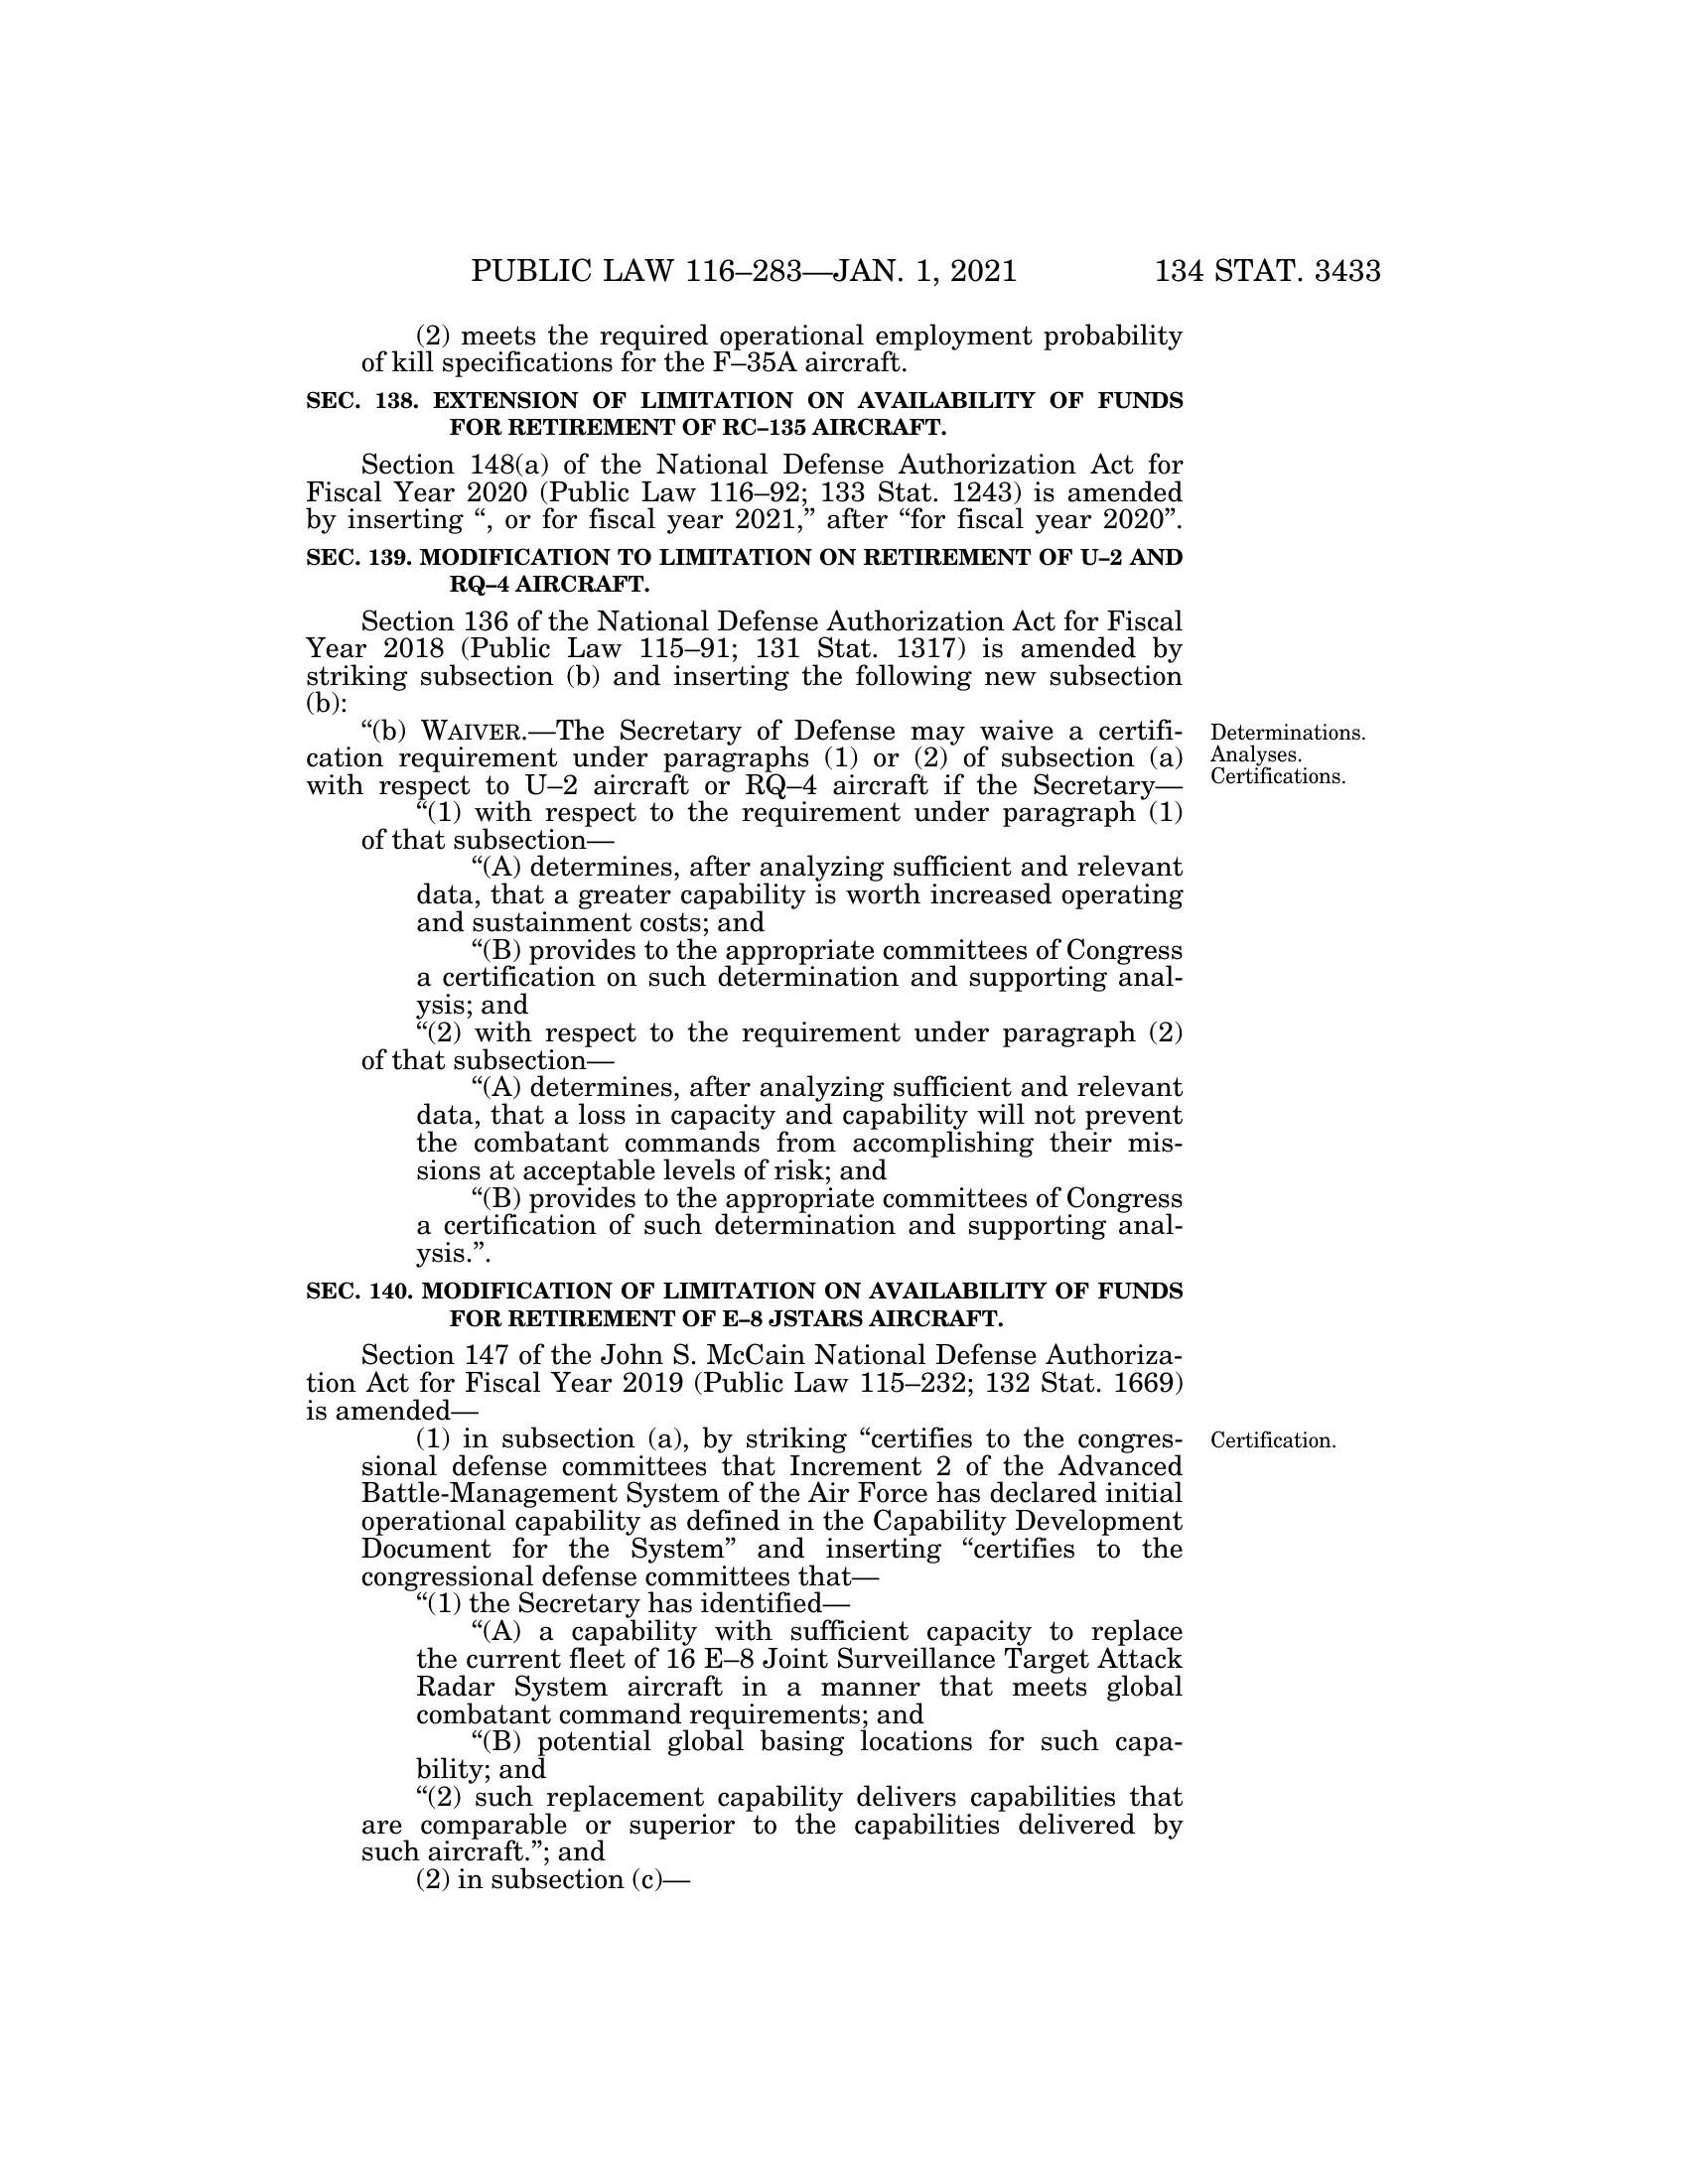 PUBLIC LAW 116–283—JAN. 1, 2021 134 STAT. 3433
(2) meets the required operational employment probability
of kill specifications for the F–35A aircraft.
SEC. 138. EXTENSION OF LIMITATION ON AVAILABILITY OF FUNDS
FOR RETIREMENT OF RC–135 AIRCRAFT.
Section 148(a) of the National Defense Authorization Act for
Fiscal Year 2020 (Public Law 116–92; 133 Stat. 1243) is amended
by inserting “, or for fiscal year 2021,” after “for fiscal year 2020”.
SEC. 139. MODIFICATION TO LIMITATION ON RETIREMENT OF U–2 AND
RQ–4 AIRCRAFT.
Section 136 of the National Defense Authorization Act for Fiscal
Year 2018 (Public Law 115–91; 131 Stat. 1317) is amended by
striking subsection (b) and inserting the following new subsection
(b):
“(b) WAIVER.—The Secretary of Defense may waive a certifi-
cation requirement under paragraphs (1) or (2) of subsection (a)
with respect to U–2 aircraft or RQ–4 aircraft if the Secretary—
Determinations.
Analyses.
Certifications.
“(1) with respect to the requirement under paragraph (1)
of that subsection—
“(A) determines, after analyzing sufficient and relevant
data, that a greater capability is worth increased operating
and sustainment costs; and
“(B) provides to the appropriate committees of Congress
a certification on such determination and supporting anal-
ysis; and
“(2) with respect to the requirement under paragraph (2)
of that subsection—
“(A) determines, after analyzing sufficient and relevant
data, that a loss in capacity and capability will not prevent
the combatant commands from accomplishing their mis-
sions at acceptable levels of risk; and
“(B) provides to the appropriate committees of Congress
a certification of such determination and supporting anal-
ysis.”.
SEC. 140. MODIFICATION OF LIMITATION ON AVAILABILITY OF FUNDS
FOR RETIREMENT OF E–8 JSTARS AIRCRAFT.
Section 147 of the John S. McCain National Defense Authoriza-
tion Act for Fiscal Year 2019 (Public Law 115–232; 132 Stat. 1669)
is amended—
(1) in subsection (a), by striking “certifies to the congres-
Certification.
sional defense committees that Increment 2 of the Advanced
Battle-Management System of the Air Force has declared initial
operational capability as defined in the Capability Development
Document for the System” and inserting “certifies to the
congressional defense committees that—
“(1) the Secretary has identified—
“(A) a capability with sufficient capacity to replace
the current fleet of 16 E–8 Joint Surveillance Target Attack
Radar System aircraft in a manner that meets global
combatant command requirements; and
“(B) potential global basing locations for such capa-
bility; and
“(2) such replacement capability delivers capabilities that
are comparable or superior to the capabilities delivered by
such aircraft.”; and
(2) in subsection (c)—